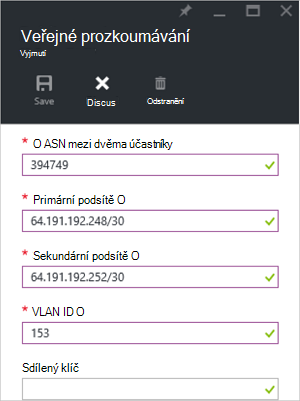 Veřejné prozkoumávání
Vyjmutí
Save
Discus
Odstranění
* O ASN mezi dvěma účastníky
394749
* Primární podsítě O
64.191.192.248/30
* Sekundární podsítě O
64.191.192.252/30
* VLAN ID O
153
Sdílený klíč